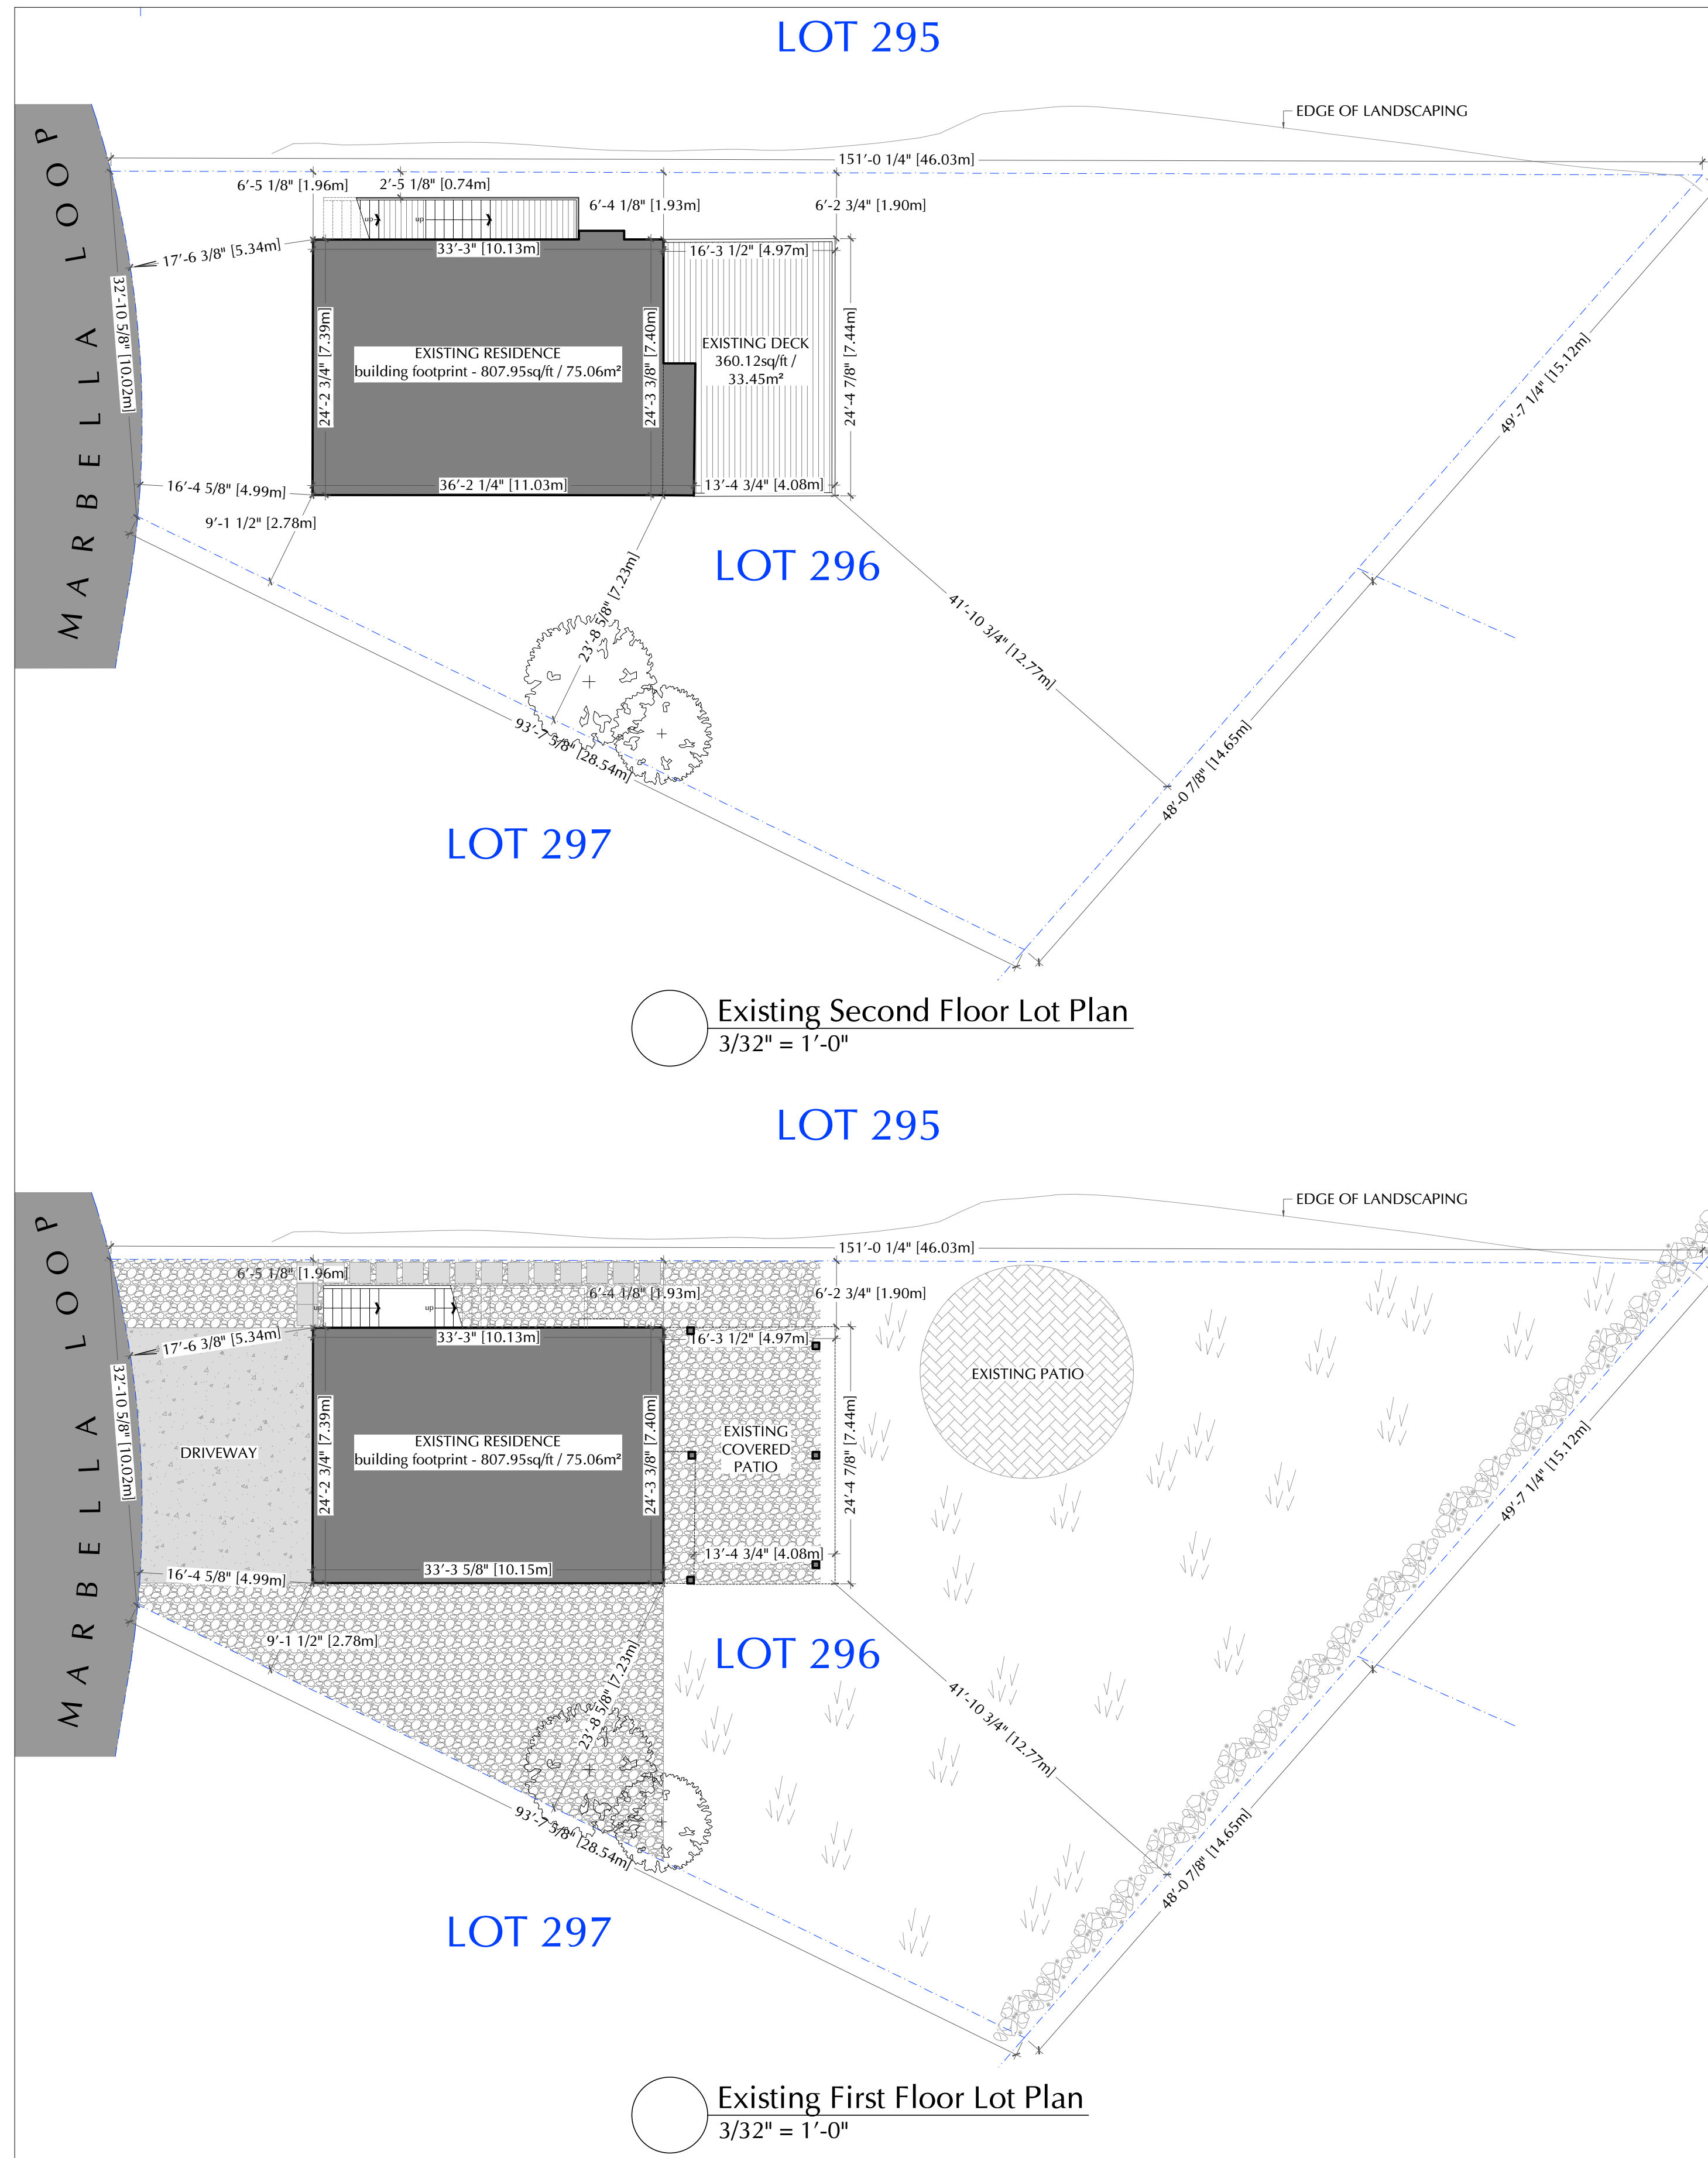 LOT 295
EDGE OF LANDSCAPING
151'-0 1/4" [46.03m]
6'-5 1/8" [1.96m]
2'-5 1/8" [0.74m]
6'-4 1/8" [1.93m]
6'-2 3/4" [1.90m]
up
up
17'-6 3/8" [5.34m]
33'-3" [10.13m]
16'-3 1/2" [4.97m]
MARBELLA LOOP
32'-10 5/8" [10.02m]
24'-2 3/4" [7.39m]
EXISTING RESIDENCE
building footprint - 807.95sq/ft / 75.06m²
24'-3 3/8" [7.40m]
EXISTING DECK
360.12sq/ft /
33.45m²
24'-4 7/8" [7.44m]
49'-7 1/4" [15.12m]
16'-4 5/8" [4.99m]
36'-2 1/4" [11.03m]
13'-4 3/4" [4.08m]
9'-1 1/2" [2.78m]
LOT 296
23'-8 5/8" [7.23m]
41'-10 3/4" [12.77m]
93'-7 5/8" [28.54m]
48'-0 7/8" [14.65m]
LOT 297
Existing Second Floor Lot Plan
3/32" = 1'-0"
LOT 295
EDGE OF LANDSCAPING
151'-0 1/4" [46.03m]
6'-5 1/8" [1.96m]
6'-4 1/8" [1.93m]
6'-2 3/4" [1.90m]
up
up
17'-6 3/8" [5.34m]
33'-3" [10.13m]
16'-3 1/2" [4.97m]
EXISTING PATIO
MARBELLA LOOP
32'-10 5/8" [10.02m]
DRIVEWAY
24'-2 3/4" [7.39m]
EXISTING RESIDENCE
building footprint - 807.95sq/ft / 75.06m²
24'-3 3/8" [7.40m]
EXISTING
COVERED
PATIO
24'-4 7/8" [7.44m]
49'-7 1/4" [15.12m]
16'-4 5/8" [4.99m]
33'-3 5/8" [10.15m]
13'-4 3/4" [4.08m]
9'-1 1/2" [2.78m]
LOT 296
23'-8 5/8" [7.23m]
41'-10 3/4" [12.77m]
93'-7 5/8" [28.54m]
48'-0 7/8" [14.65m]
LOT 297
Existing First Floor Lot Plan
3/32" = 1'-0"